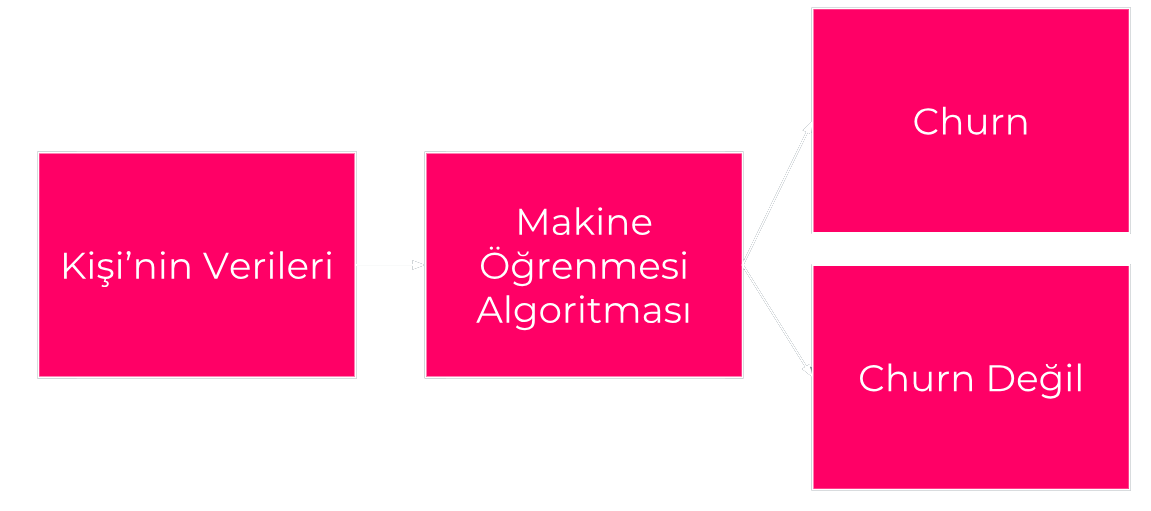 Kişi’nin Verileri
Makine
Öğrenmesi
Algoritması
Churn
Churn Değil